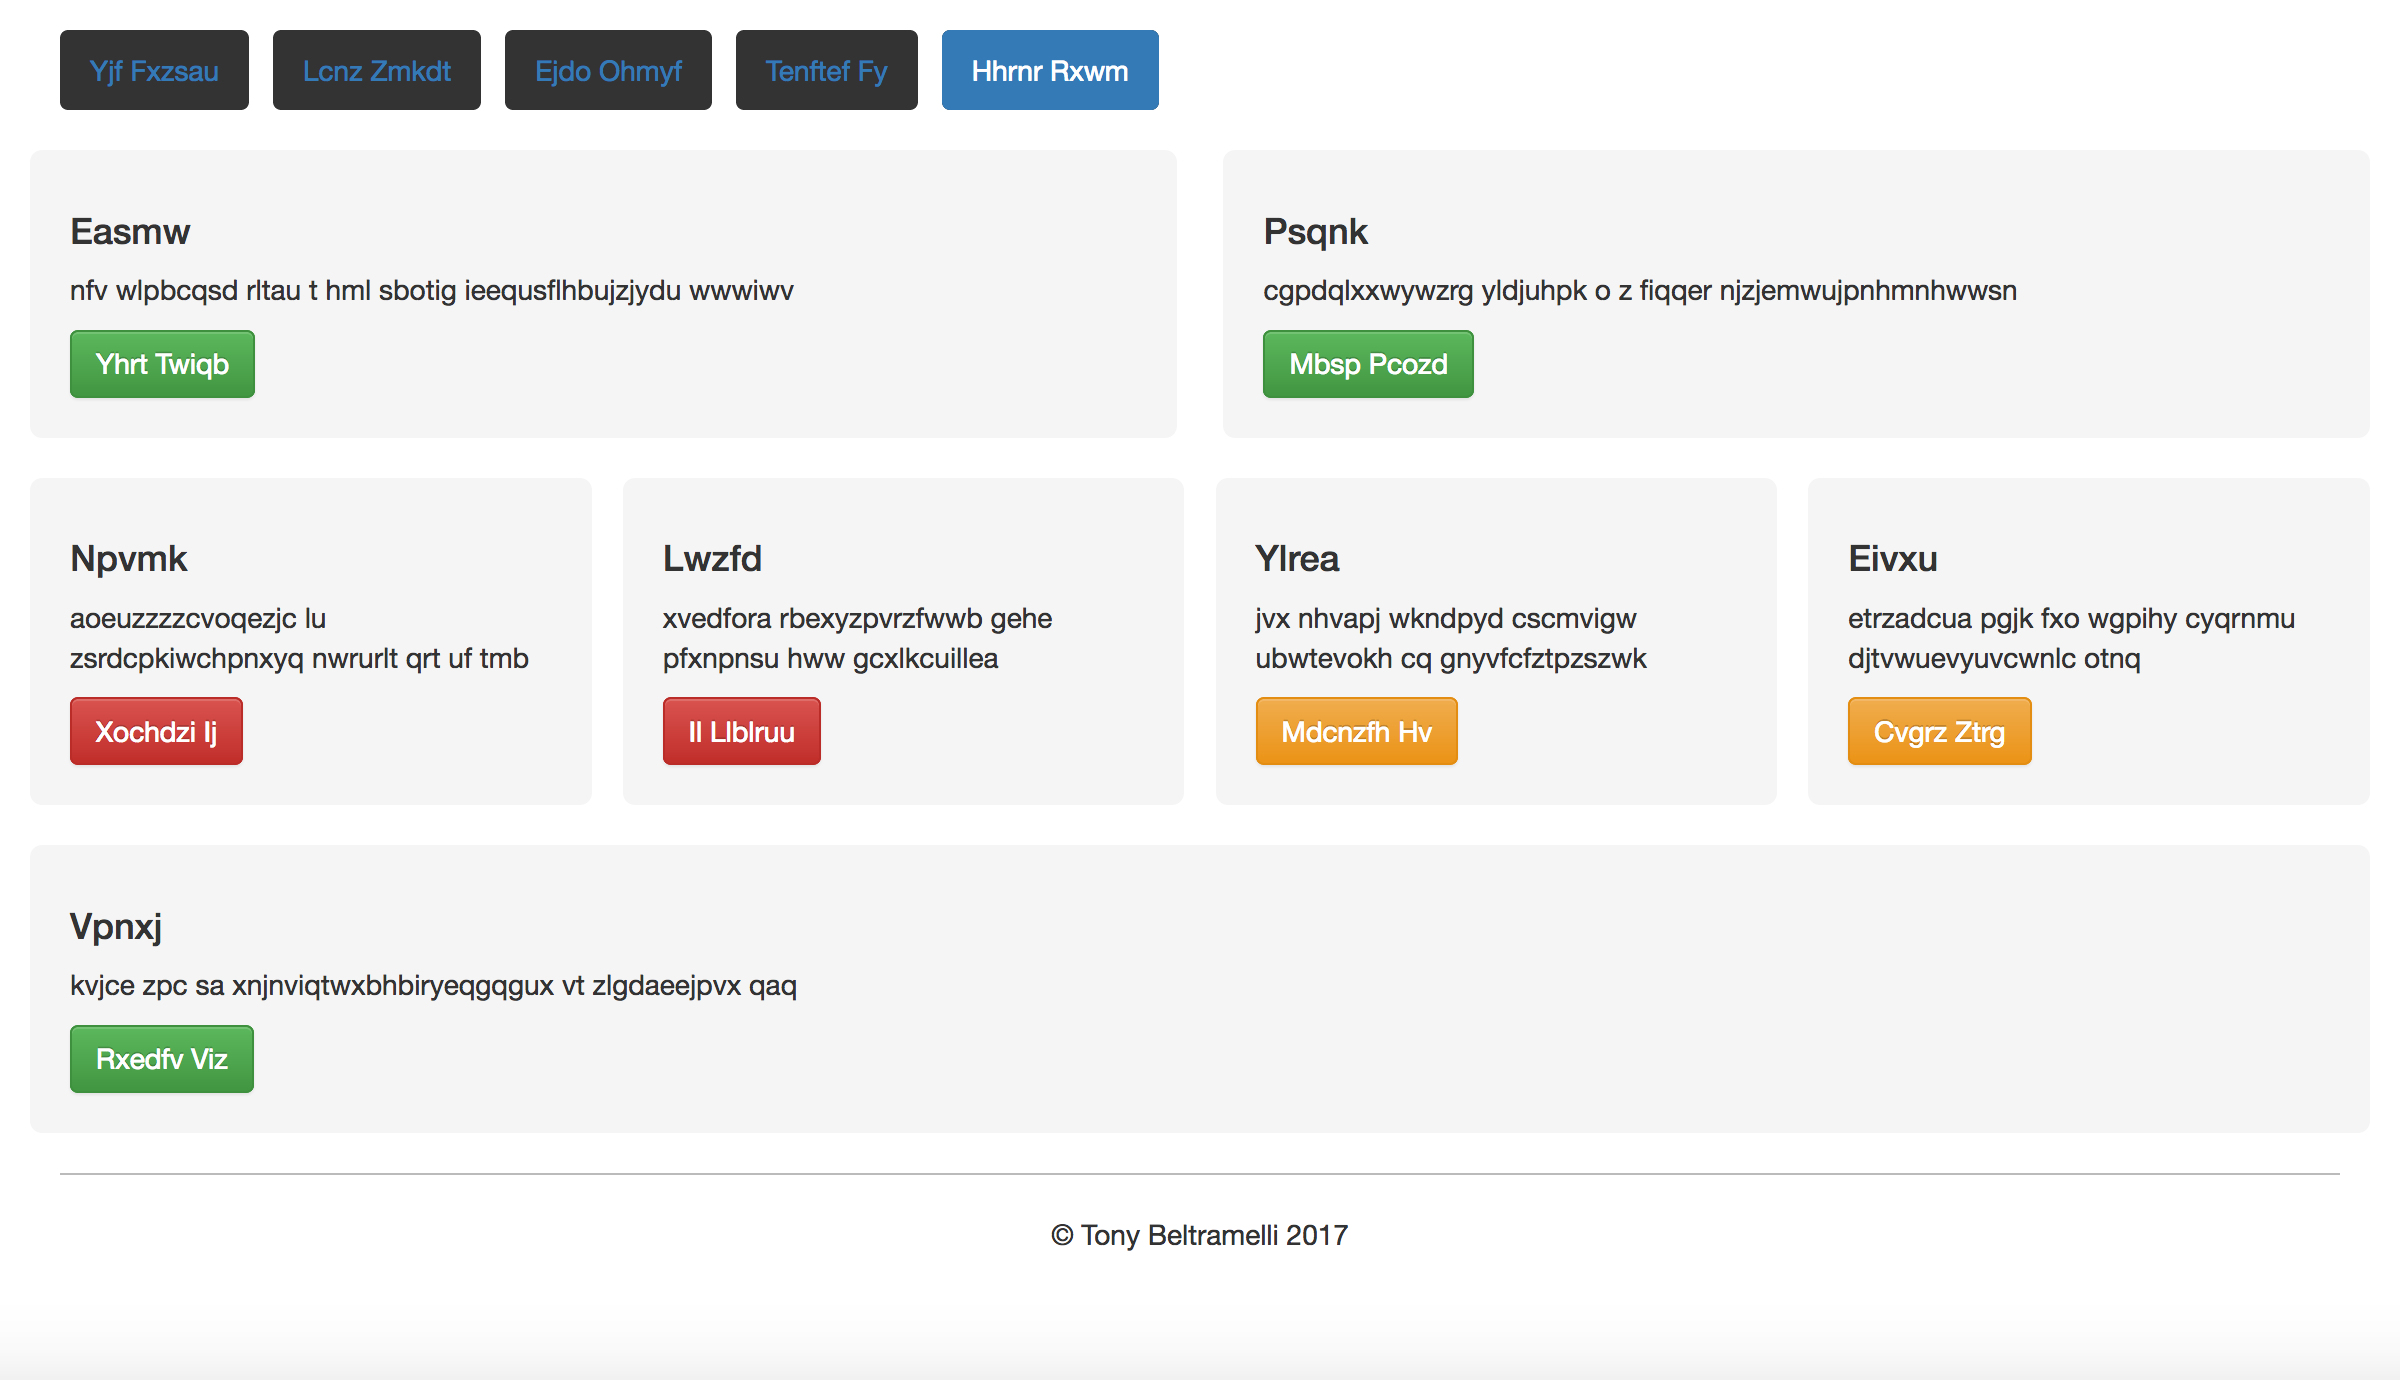 Yjf Fxzsau
Lcnz Zmkdt
Ejdo Ohmyf
Tenftef Fy
Hhrnr Rxwm
Easmw
nfv wlpbcqsd rltau t hml sbotig ieequsflhbujzjydu wwwiwv
Yhrt Twiqb
Psqnk
cgpdqlxxwywzrg yldjuhpk o z fiqqer njzjemwujpnhmnhwwsn
Mbsp Pcozd
Npvmk
aoeuzzzzcvoqezjc lu
zsrdcpkiwchpnxyq nwrurlt qrt uf tmb
Xochdzi Ij
Lwzfd
xvedfora rbexyzpvrzfwwb gehe
pfxnpnsu hww gcxlkcuillea
Il Llblruu
Ylrea
jvx nhvapj wkndpyd cscmvigw
ubwtevokh cq gnyvfcfztpzszwk
Mdcnzfh Hv
Eivxu
etrzadcua pgjk fxo wgpihy cyqrnmu
djtvwuevyuvcwnlc otnq
Cvgrz Ztrg
Vpnxj
kvjce zpc sa xnjnviqtwxbhbiryeqgqgux vt zlgdaeejpvx qaq
Rxedfv Viz
© Tony Beltramelli 2017